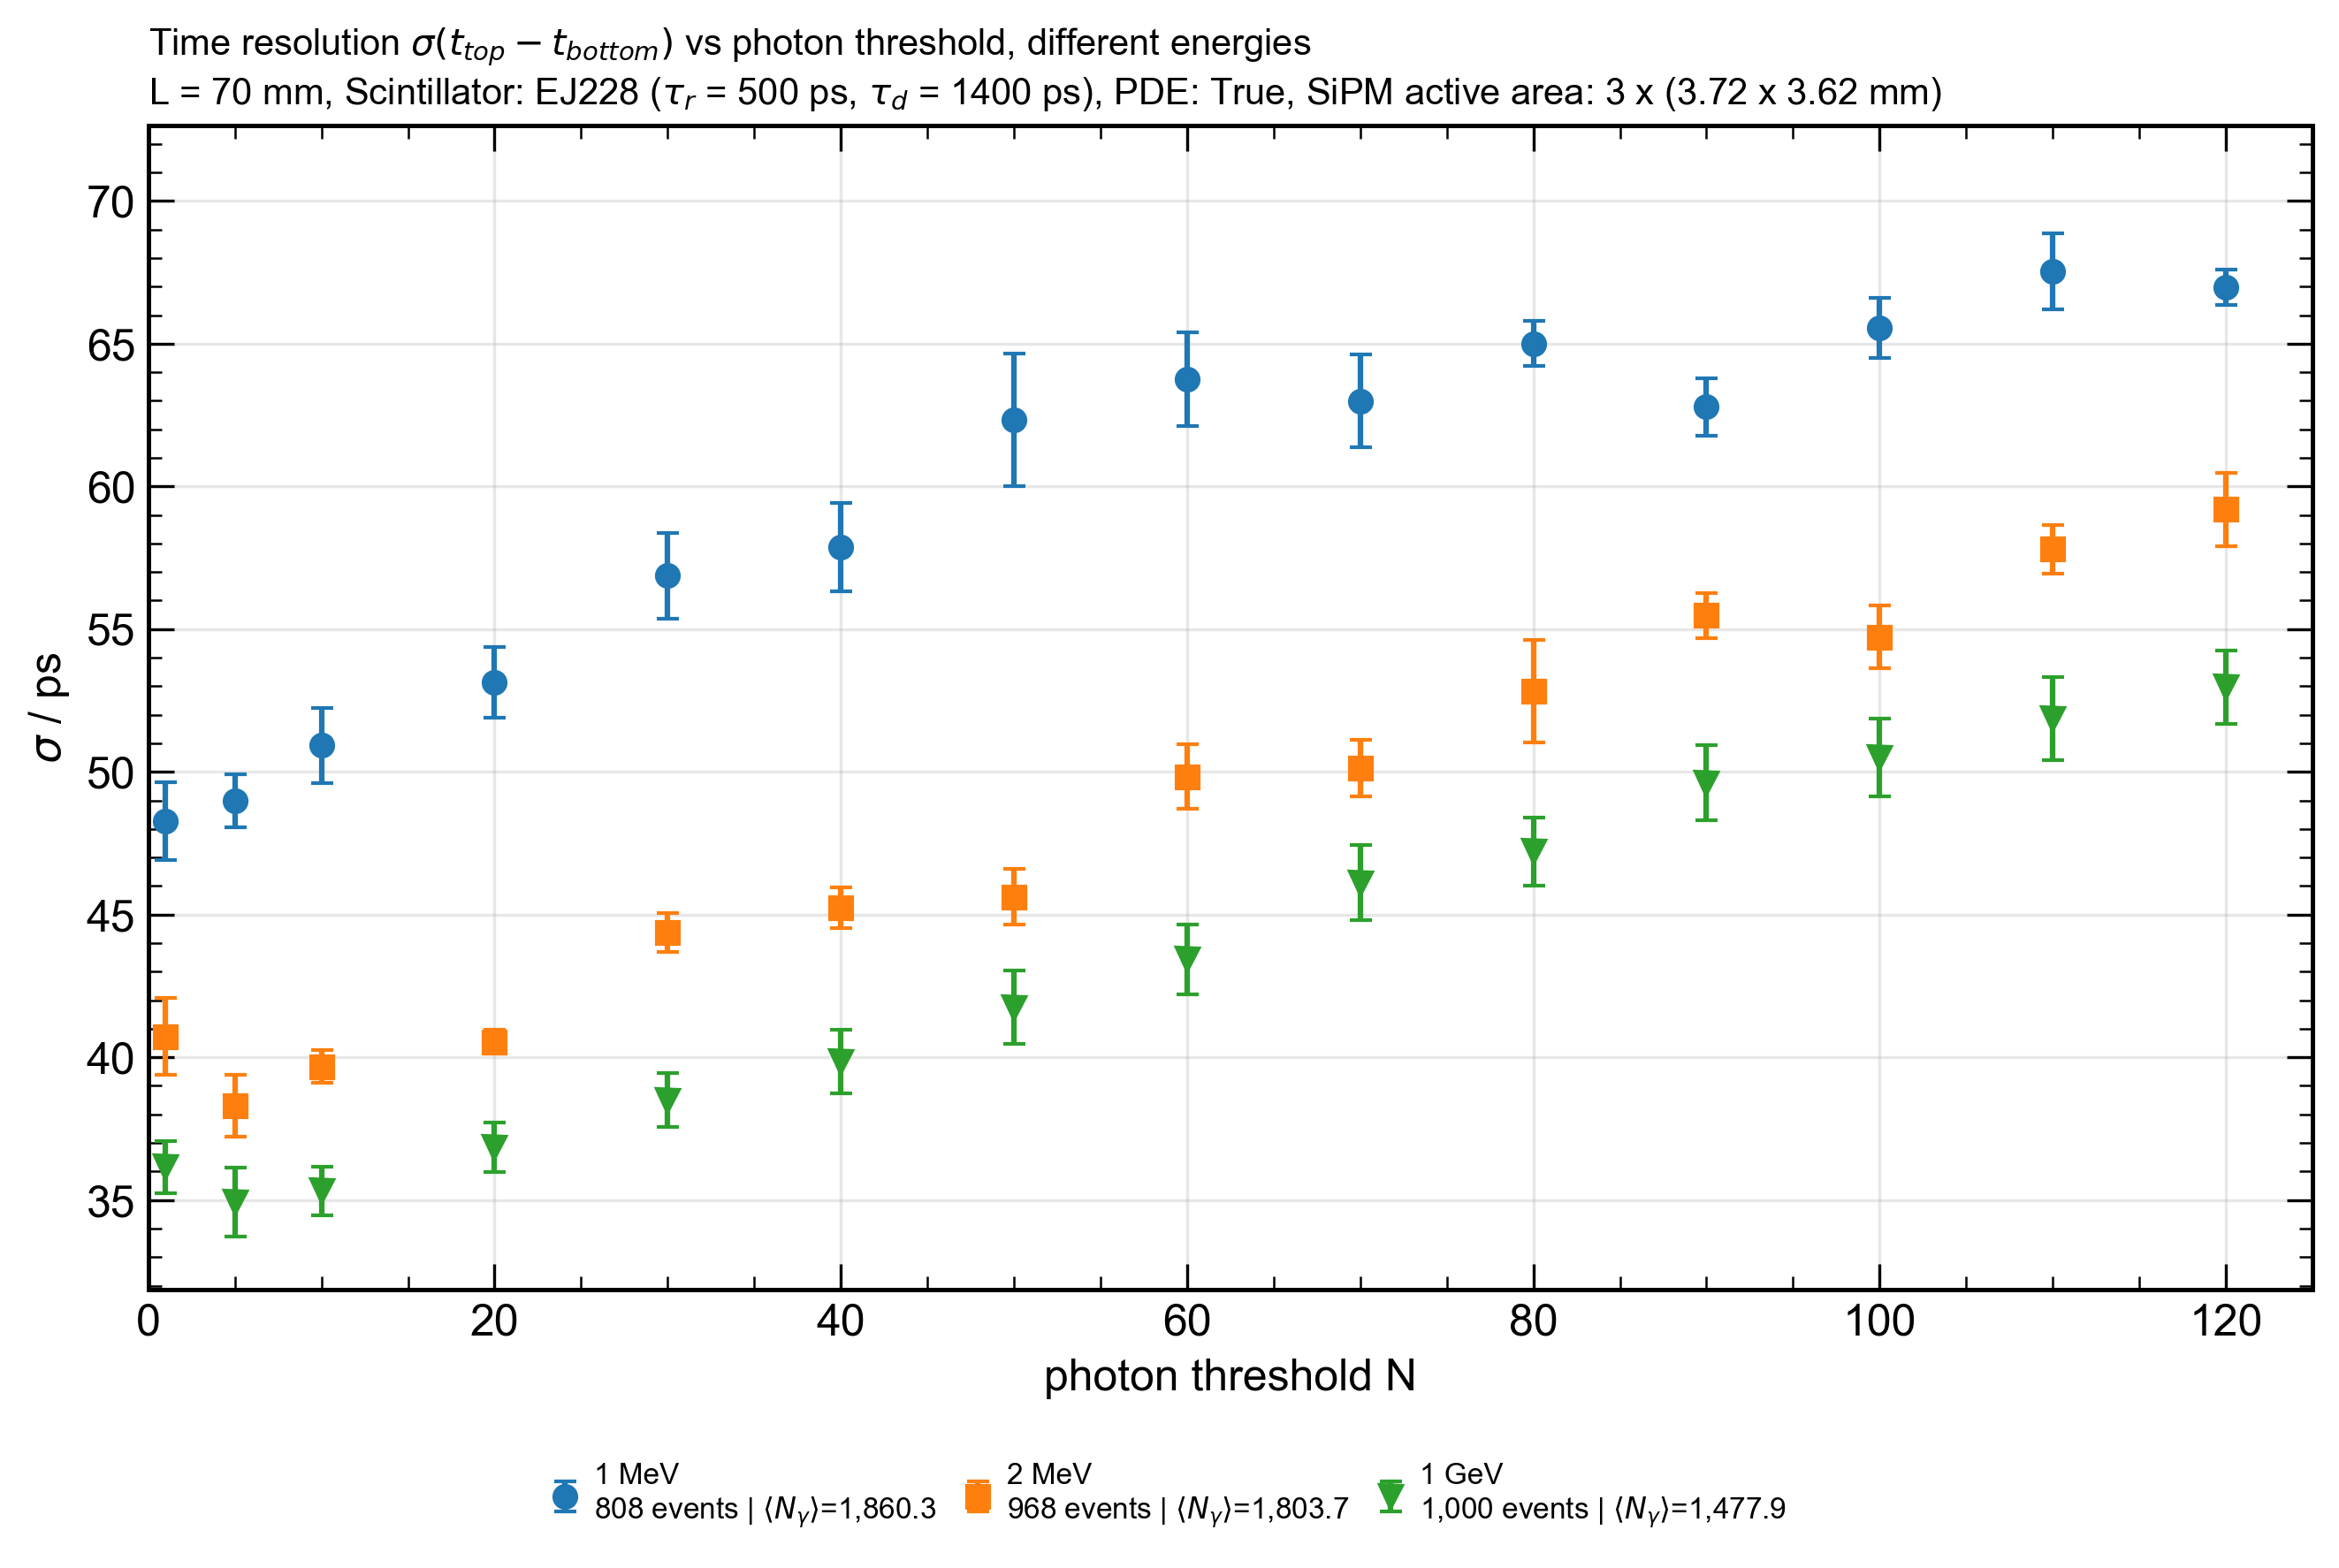 Time resolution σ(t_top − t_bottom) vs photon threshold, different energies
L = 70 mm, Scintillator: EJ228 (τ_r = 500 ps, τ_d = 1400 ps), PDE: True, SiPM active area: 3 x (3.72 x 3.62 mm)
σ / ps
70
65
60
55
50
45
40
35
0 20 40 60 80 100 120
photon threshold N
1 MeV
808 events | ⟨N_γ⟩=1,860.3
2 MeV
968 events | ⟨N_γ⟩=1,803.7
1 GeV
1,000 events | ⟨N_γ⟩=1,477.9